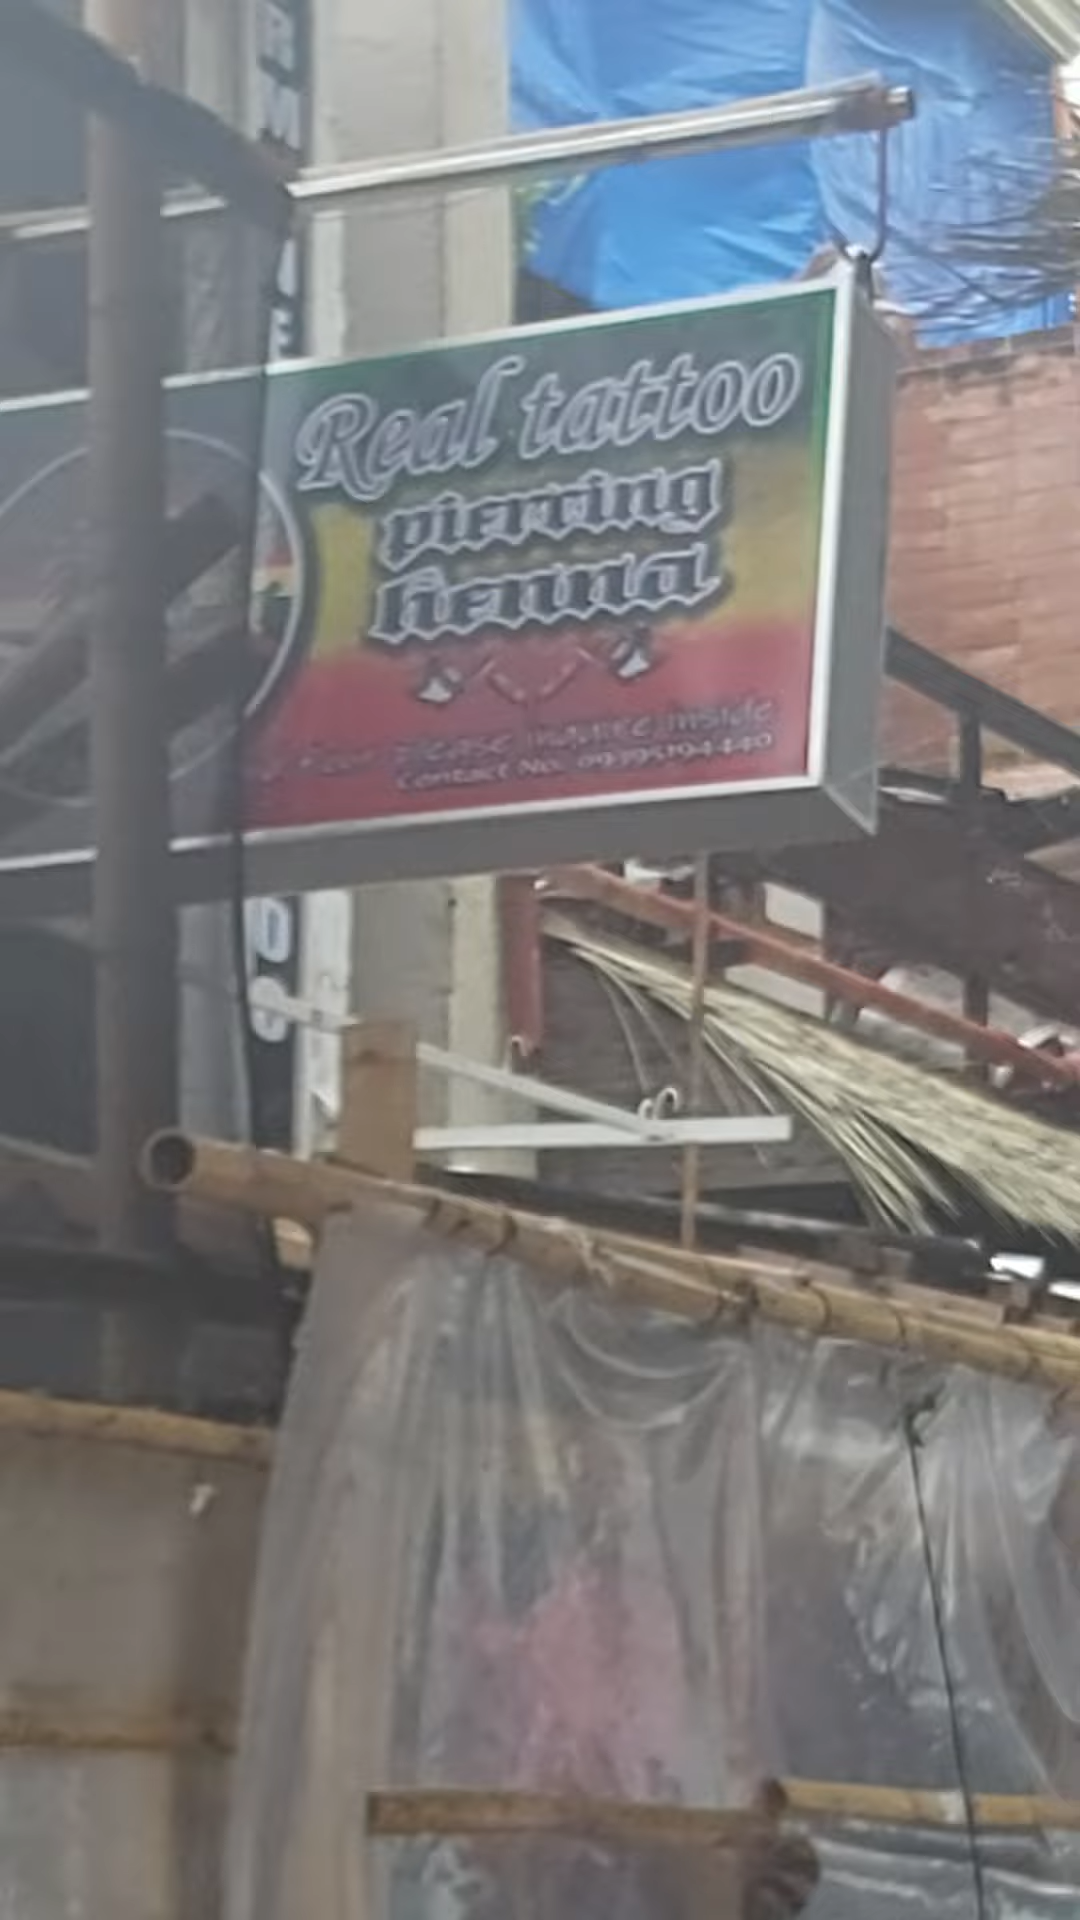 Real tattoo
piercing
henna
please inquire inside
Contact No. 09395194440